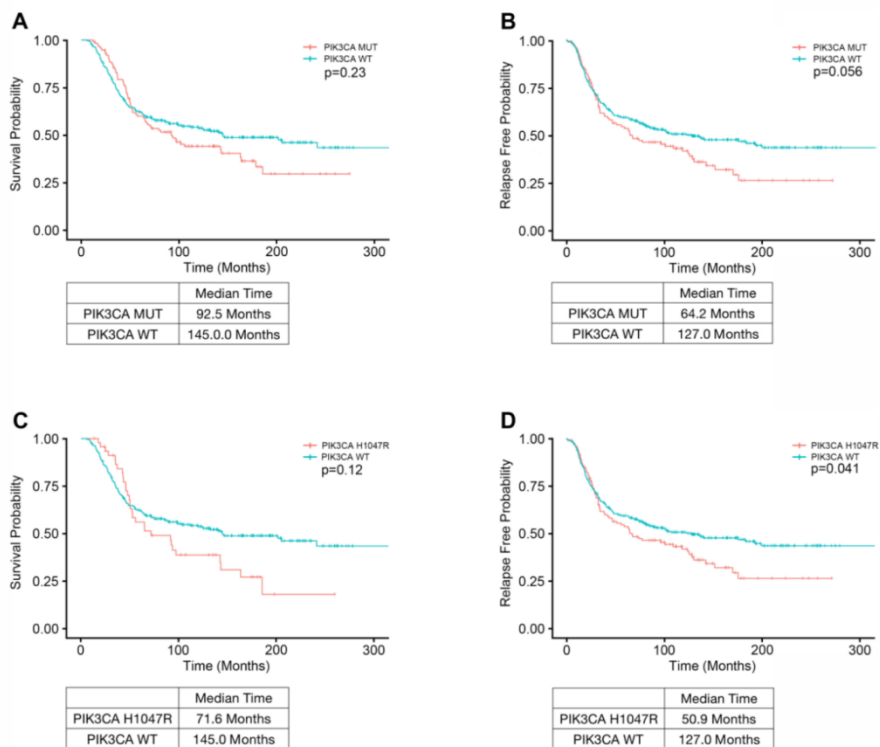 A
1.00
0.75
0.50
0.25
0.00
Survival Probability
0
100
200
300
Time (Months)
PIK3CA MUT
PIK3CA WT
p=0.23
Median Time
PIK3CA MUT 92.5 Months
PIK3CA WT 145.0.0 Months
B
1.00
0.75
0.50
0.25
0.00
Relapse Free Probability
0
100
200
300
Time (Months)
PIK3CA MUT
PIK3CA WT
p=0.056
Median Time
PIK3CA MUT 64.2 Months
PIK3CA WT 127.0 Months
C
1.00
0.75
0.50
0.25
0.00
Survival Probability
0
100
200
300
Time (Months)
PIK3CA H1047R
PIK3CA WT
p=0.12
Median Time
PIK3CA H1047R 71.6 Months
PIK3CA WT 145.0 Months
D
1.00
0.75
0.50
0.25
0.00
Relapse Free Probability
0
100
200
300
Time (Months)
PIK3CA H1047R
PIK3CA WT
p=0.041
Median Time
PIK3CA H1047R 50.9 Months
PIK3CA WT 127.0 Months